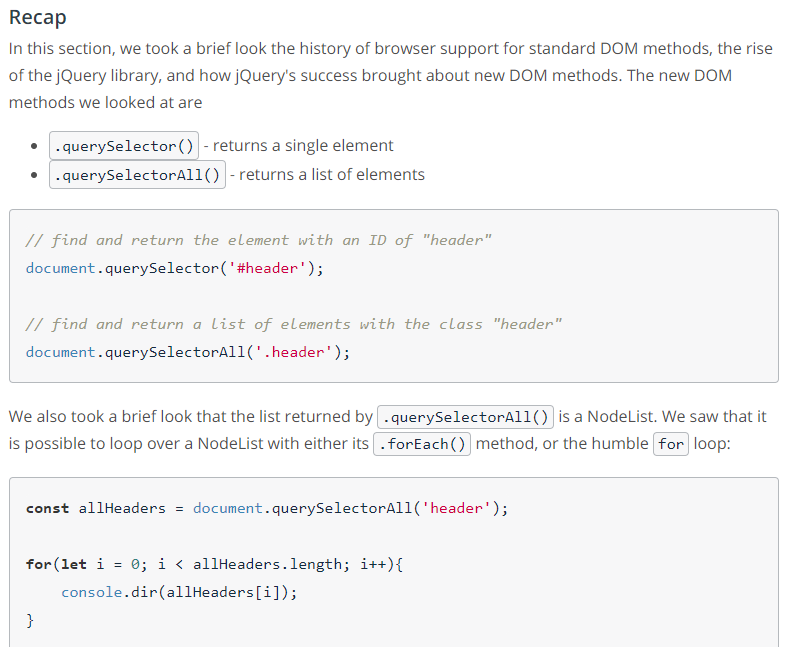 Recap
In this section, we took a brief look the history of browser support for standard DOM methods, the rise
of the jQuery library, and how jQuery's success brought about new DOM methods. The new DOM
methods we looked at are
• .querySelector() - returns a single element
• .querySelectorAll() - returns a list of elements
// find and return the element with an ID of "header"
document.querySelector('#header');
// find and return a list of elements with the class "header"
document.querySelectorAll('.header');
We also took a brief look that the list returned by .querySelectorAll() is a NodeList. We saw that it
is possible to loop over a NodeList with either its .forEach() method, or the humble for loop:
const allHeaders = document.querySelectorAll('header');
for(let i = 0; i < allHeaders.length; i++){
    console.dir(allHeaders[i]);
}